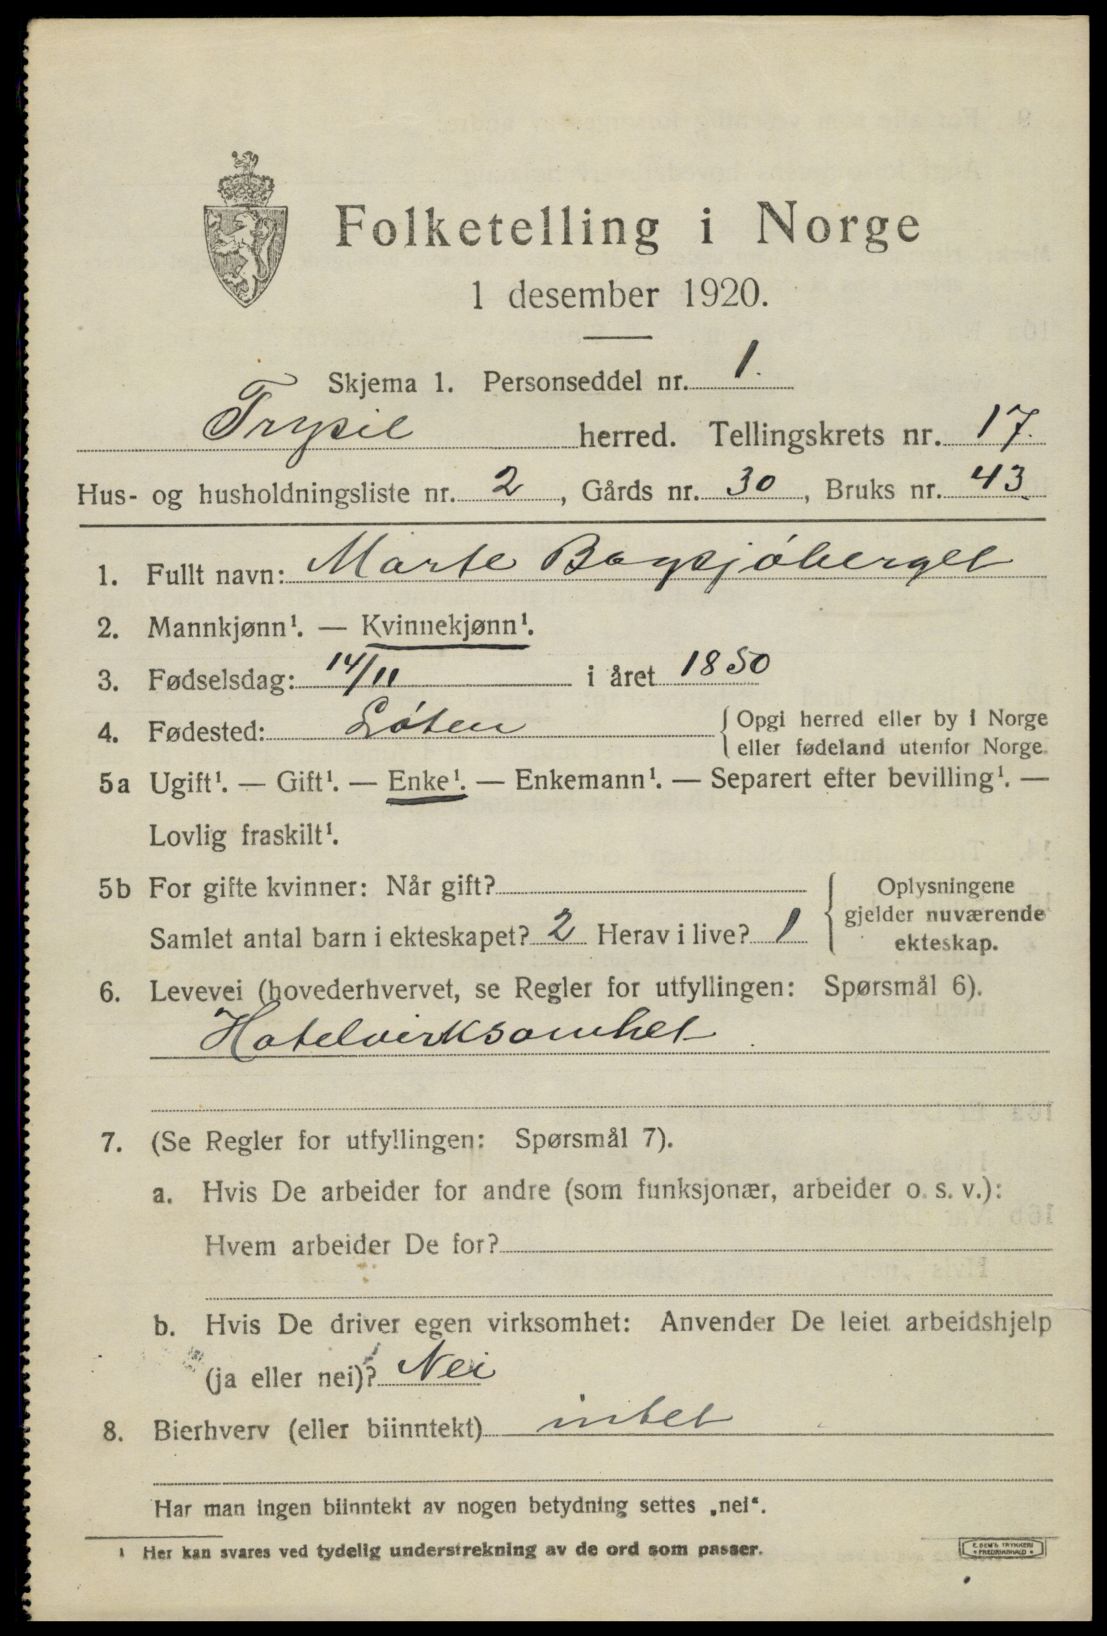 Folketelling i Norge
1 desember 1920.
Skjema 1. Personseddel nr. 1.
Trysil herred. Tellingskrets nr. 17.
Hus- og husholdningsliste nr. 2, Gårds nr. 30, Bruks nr. 43
1. Fullt navn: Marte Bagsjöberget
2. Mannkjønn¹. — Kvinnekjønn¹.
3. Fødselsdag: 14/11 i året 1850
4. Fødested: Løten { Opgi herred eller by i Norge
eller fødeland utenfor Norge.
5a Ugift¹. — Gift¹. — Enke¹. — Enkemann¹. — Separert efter bevilling¹. —
Lovlig fraskilt¹.
5b For gifte kvinner: Når gift?
Samlet antal barn i ekteskapet? 2 Herav i live? 1
{ Oplysningene
gjelder nuværende
ekteskap.
6. Levevei (hovederhvervet, se Regler for utfyllingen: Spørsmål 6).
Hotelvirksomhet
7. (Se Regler for utfyllingen: Spørsmål 7).
a. Hvis De arbeider for andre (som funksjonær, arbeider o. s. v.):
Hvem arbeider De for?
b. Hvis De driver egen virksomhet: Anvender De leiet arbeidshjelp
(ja eller nei)? Nei
8. Bierhverv (eller biinntekt) intet
Har man ingen biinntekt av nogen betydning settes „nei“.
¹ Her kan svares ved tydelig understrekning av de ord som passer.